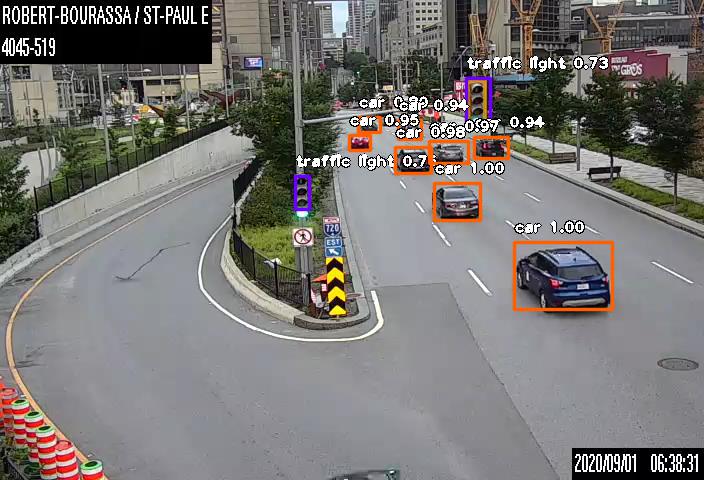 ROBERT-BOURASSA / ST-PAUL E
4045-519
traffic light 0.73
car 0.94
car 0.95
car 0.98
0.97
0.94
traffic light 0.7
car 1.00
car 1.00
720
EST
GROS
2020/09/01 06:38:31